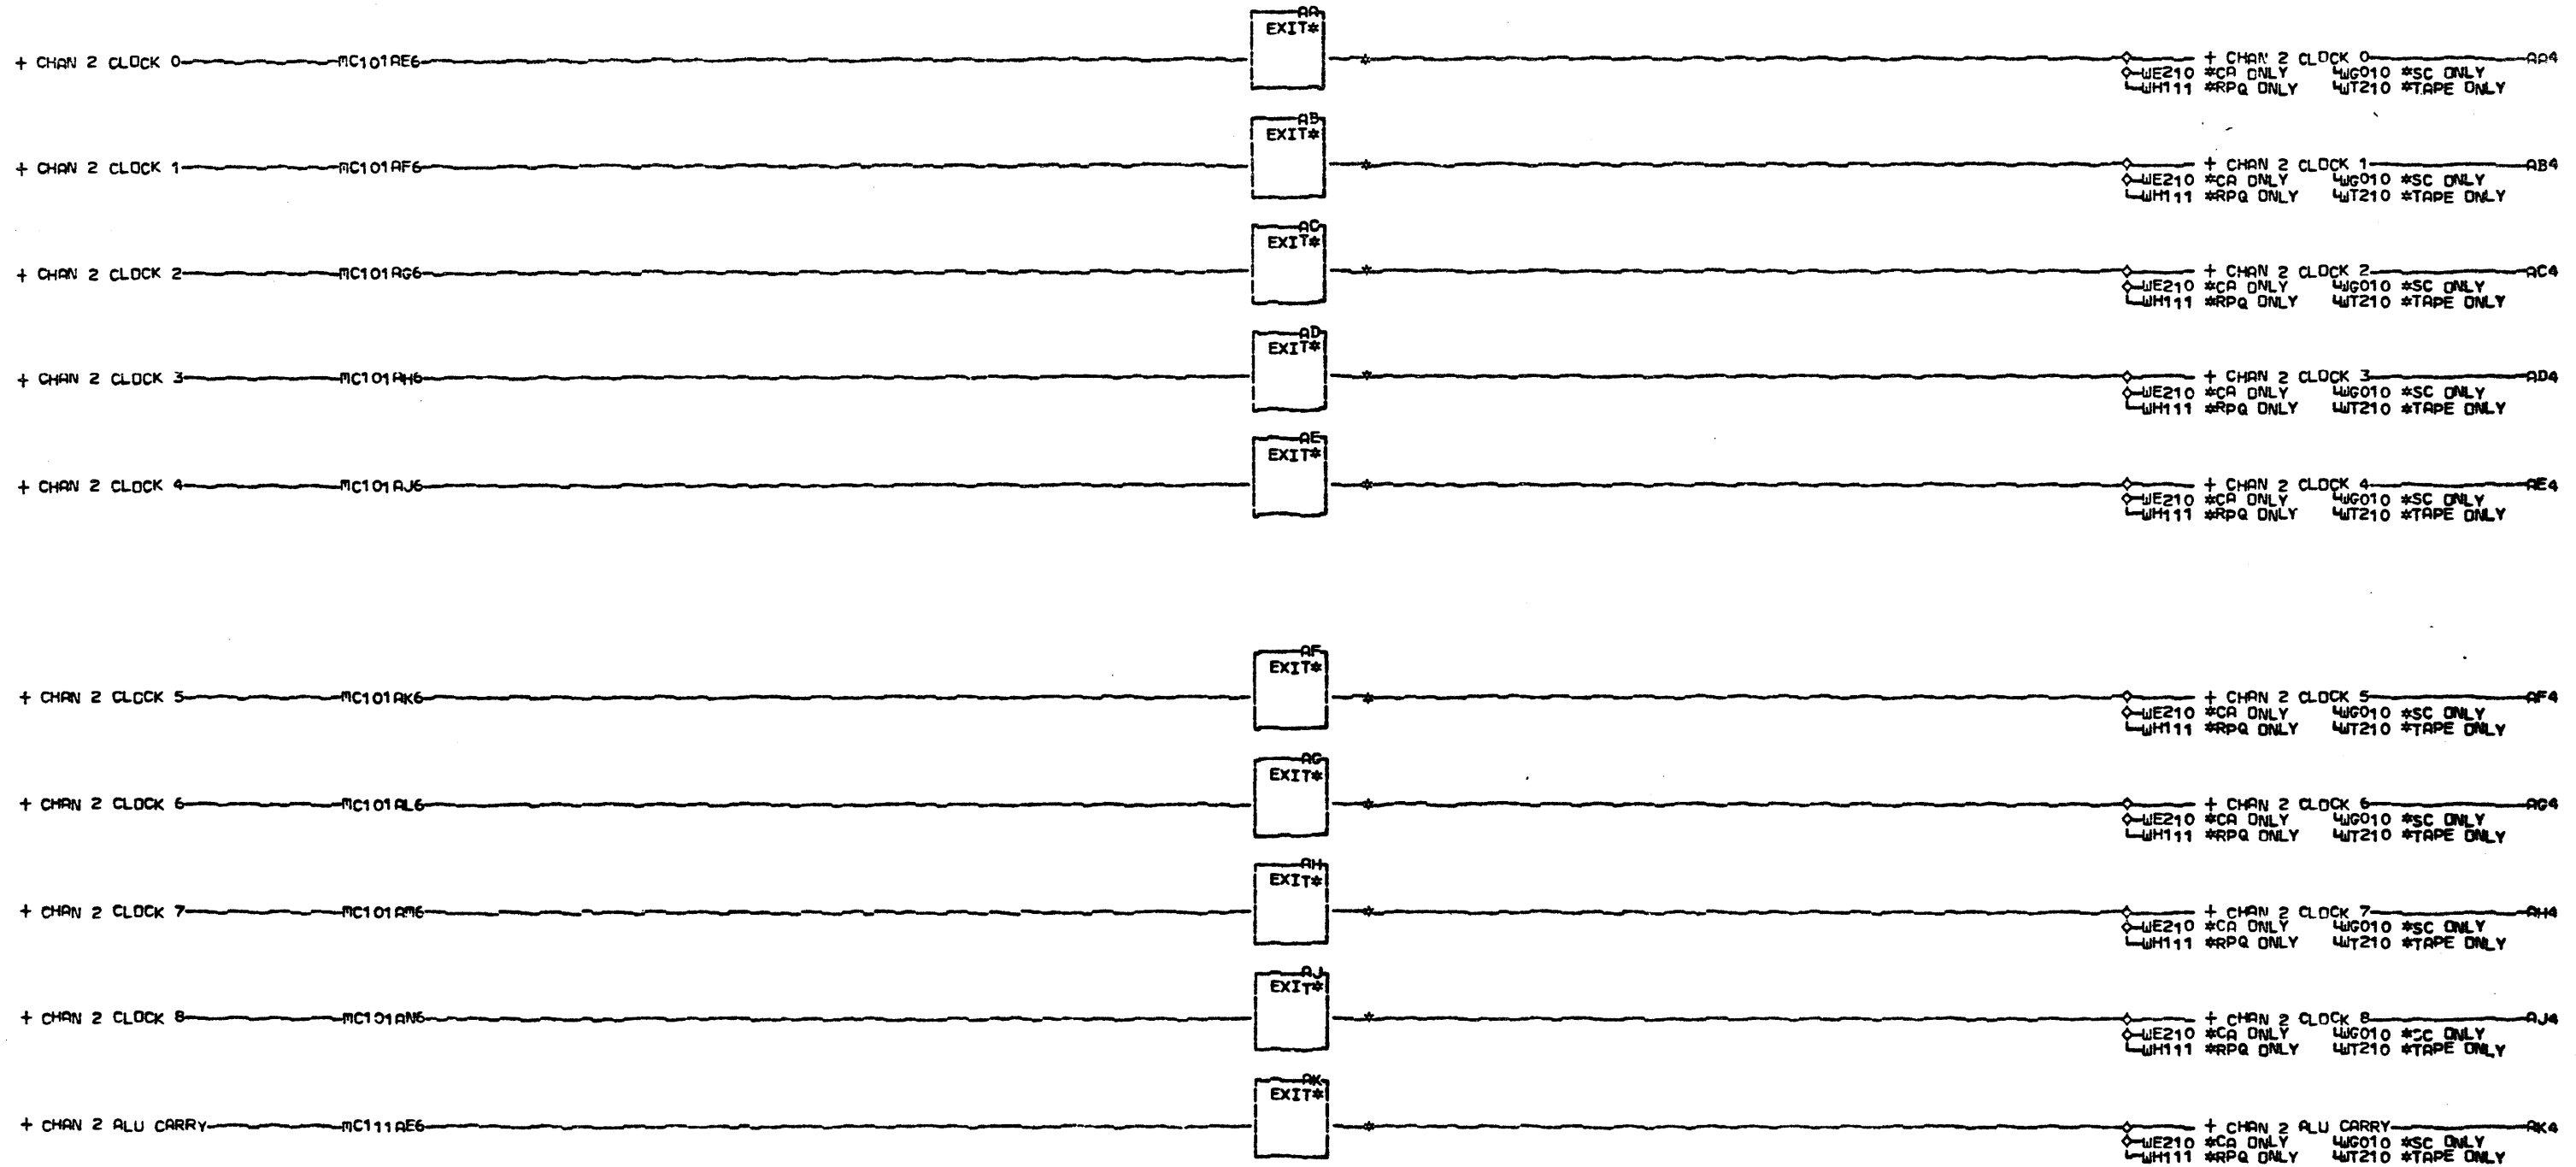 AA
EXIT*
+ CHAN 2 CLOCK 0 MC101AE6 * + CHAN 2 CLOCK 0 AA4
WE210 *CA ONLY WG010 *SC ONLY
WH111 *RPQ ONLY WT210 *TAPE ONLY
AB
EXIT*
+ CHAN 2 CLOCK 1 MC101AF6 * + CHAN 2 CLOCK 1 AB4
WE210 *CA ONLY WG010 *SC ONLY
WH111 *RPQ ONLY WT210 *TAPE ONLY
AC
EXIT*
+ CHAN 2 CLOCK 2 MC101AG6 * + CHAN 2 CLOCK 2 AC4
WE210 *CA ONLY WG010 *SC ONLY
WH111 *RPQ ONLY WT210 *TAPE ONLY
AD
EXIT*
+ CHAN 2 CLOCK 3 MC101AH6 * + CHAN 2 CLOCK 3 AD4
WE210 *CA ONLY WG010 *SC ONLY
WH111 *RPQ ONLY WT210 *TAPE ONLY
AE
EXIT*
+ CHAN 2 CLOCK 4 MC101AJ6 * + CHAN 2 CLOCK 4 AE4
WE210 *CA ONLY WG010 *SC ONLY
WH111 *RPQ ONLY WT210 *TAPE ONLY
AF
EXIT*
+ CHAN 2 CLOCK 5 MC101AK6 * + CHAN 2 CLOCK 5 AF4
WE210 *CA ONLY WG010 *SC ONLY
WH111 *RPQ ONLY WT210 *TAPE ONLY
AG
EXIT*
+ CHAN 2 CLOCK 6 MC101AL6 * + CHAN 2 CLOCK 6 AG4
WE210 *CA ONLY WG010 *SC ONLY
WH111 *RPQ ONLY WT210 *TAPE ONLY
AH
EXIT*
+ CHAN 2 CLOCK 7 MC101AM6 * + CHAN 2 CLOCK 7 AH4
WE210 *CA ONLY WG010 *SC ONLY
WH111 *RPQ ONLY WT210 *TAPE ONLY
AJ
EXIT*
+ CHAN 2 CLOCK 8 MC101AN6 * + CHAN 2 CLOCK 8 AJ4
WE210 *CA ONLY WG010 *SC ONLY
WH111 *RPQ ONLY WT210 *TAPE ONLY
AK
EXIT*
+ CHAN 2 ALU CARRY MC111AE6 * + CHAN 2 ALU CARRY AK4
WE210 *CA ONLY WG010 *SC ONLY
WH111 *RPQ ONLY WT210 *TAPE ONLY